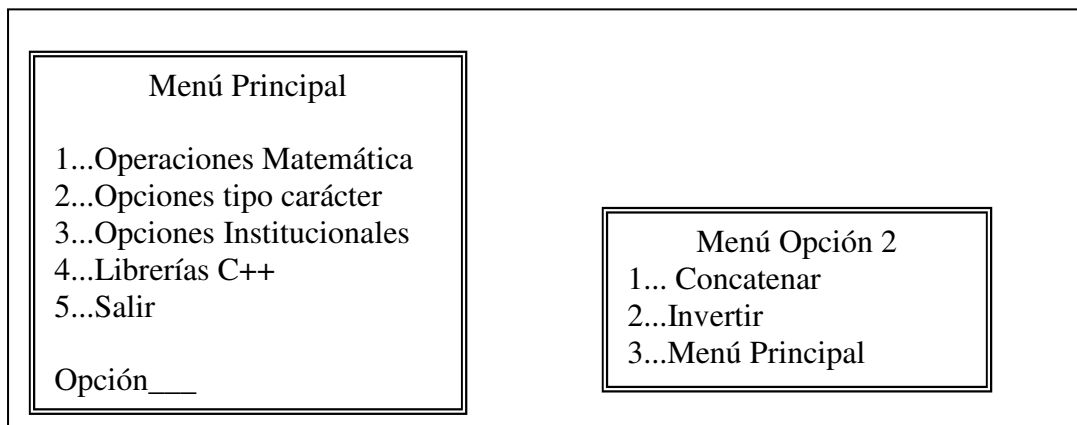 Menú Principal
1...Operaciones Matemática
2...Opciones tipo carácter
3...Opciones Institucionales
4...Librerías C++
5...Salir
Opción___
Menú Opción 2
1... Concatenar
2...Invertir
3...Menú Principal